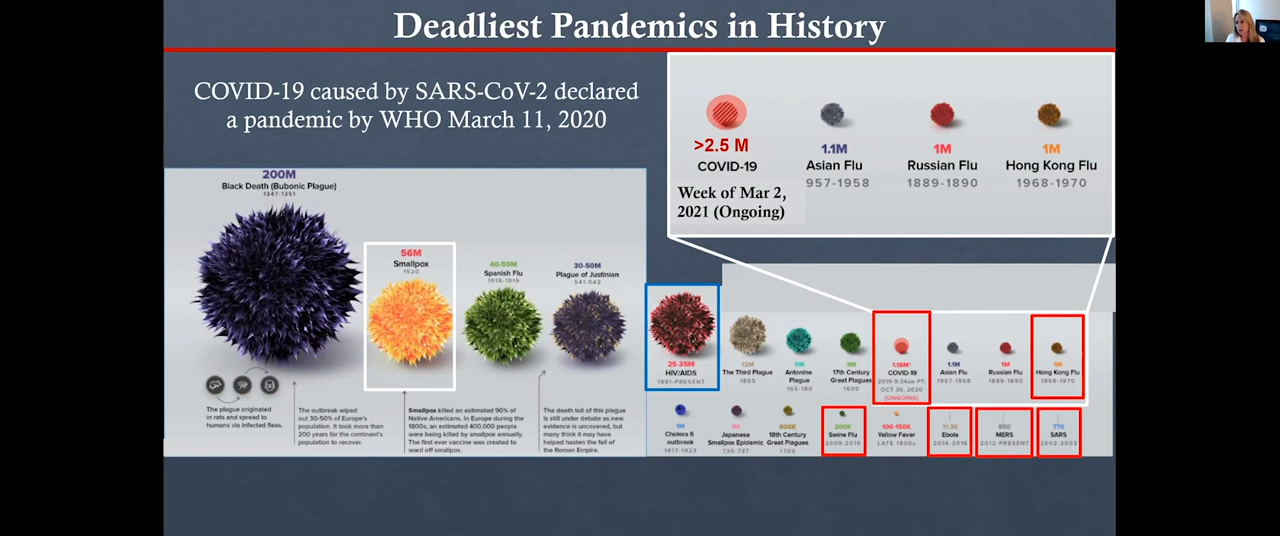 Deadliest Pandemics in History
COVID-19 caused by SARS-CoV-2 declared
a pandemic by WHO March 11, 2020
>2.5 M
COVID-19
Week of Mar 2,
2021 (Ongoing)
1.1M
Asian Flu
957-1958
1M
Russian Flu
1889-1890
1M
Hong Kong Flu
1968-1970
200M
Black Death (Bubonic Plague)
1347-1351
56M
Smallpox
1520
40-50M
Spanish Flu
1918-1919
30-50M
Plague of Justinian
541-542
The plague originated
in rats and spread to
humans via infected fleas.
The outbreak wiped
out 30-50% of Europe's
population. It took more
than 200 years for the continent's
population to recover.
Smallpox killed an estimated 90% of
Native Americans. In Europe during the
1800s, an estimated 400,000 people
were being killed by smallpox annually.
The first ever vaccine was created to
ward off smallpox.
The death toll of this plague
is still under debate as new
evidence is uncovered, but
many think it may have
helped hasten the fall of
the Roman Empire.
25-35M
HIV/AIDS
1981-PRESENT
12M
The Third Plague
1855
5M
Antonine
Plague
165-180
3M
17th Century
Great Plagues
1600
1.18M*
COVID-19
2019-9:24AM PT,
OCT 30, 2020
[ONGOING]
1.1M
Asian Flu
1957-1958
1M
Russian Flu
1889-1890
1M
Hong Kong Flu
1968-1970
1M
Cholera 6
outbreak
1817-1923
1M
Japanese
Smallpox Epidemic
735-737
600K
18th Century
Great Plagues
1700
200K
Swine Flu
2009-2010
100-150K
Yellow Fever
LATE 1800s
11.3K
Ebola
2014-2016
850
MERS
2012-PRESENT
770
SARS
2002-2003